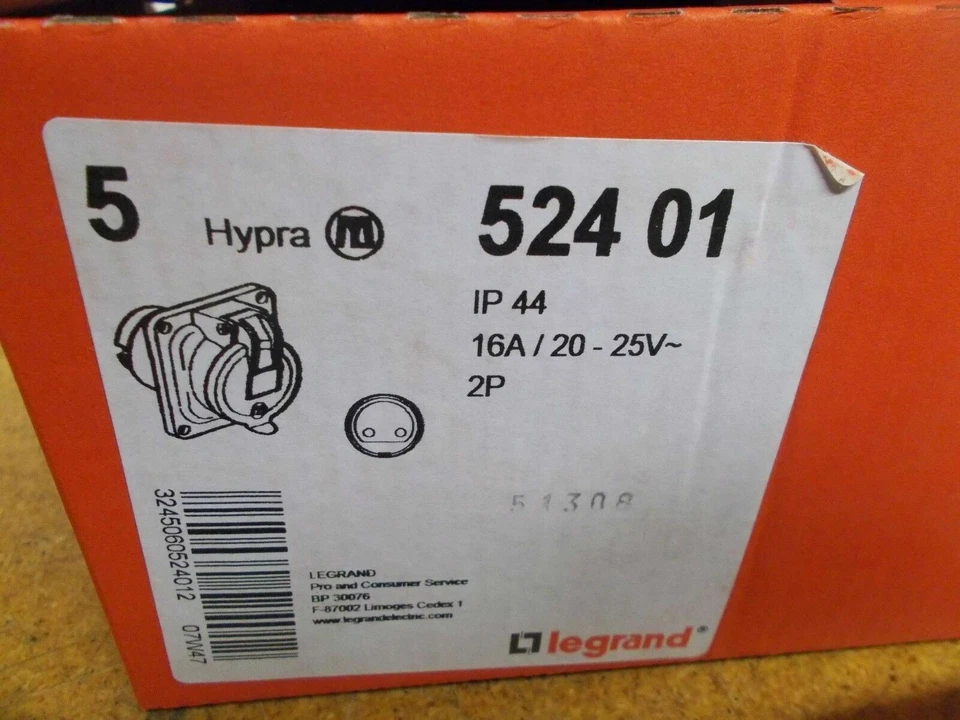 5 Hypra 524 01
IP 44
16A / 20 - 25V~
2P
51308
3245060524012 07W47
LEGRAND
Pro and Consumer Service
BP 30076
F-87002 Limoges Cedex 1
www.legrandelectric.com
legrand®